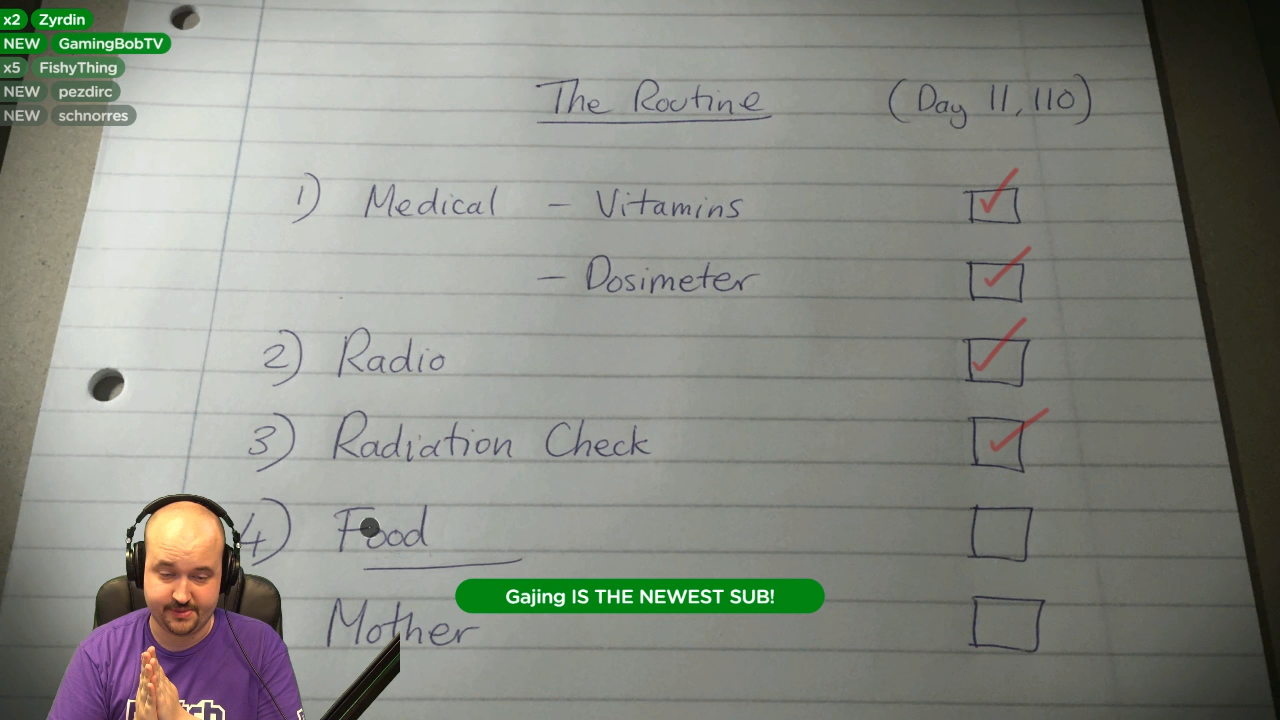 x2 Zyrdin
NEW GamingBobTV
x5 FishyThing
NEW pezdirc
NEW schnorres
The Routine (Day 11,110)
1) Medical - Vitamins
- Dosimeter
2) Radio
3) Radiation Check
4) Food
Gajing IS THE NEWEST SUB!
Mother